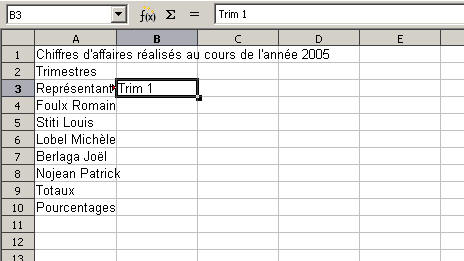 B3 f(x) Σ = Trim 1
A B C D E
1 Chiffres d'affaires réalisés au cours de l'année 2005
2 Trimestres
3 Représentant Trim 1
4 Foulx Romain
5 Stiti Louis
6 Lobel Michèle
7 Berlaga Joël
8 Nojean Patrick
9 Totaux
10 Pourcentages
11
12
13